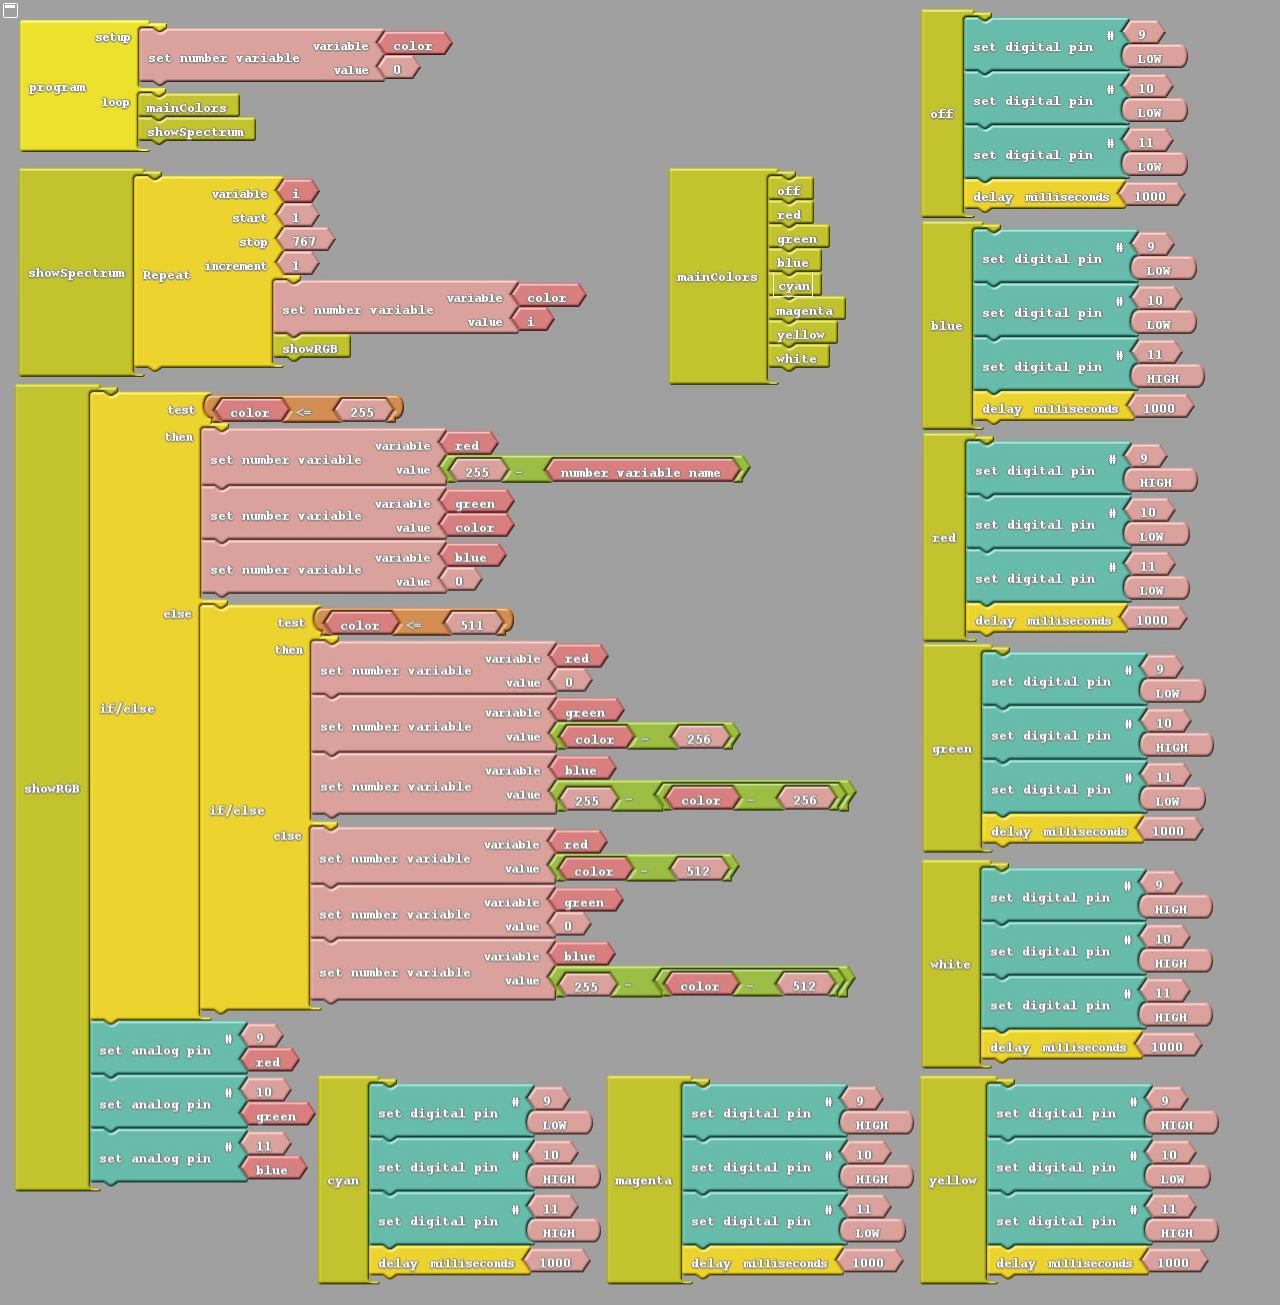 program
setup
set number variable
variable color
value 0
loop
mainColors
showSpectrum
showSpectrum
Repeat
variable i
start 1
stop 767
increment 1
set number variable
variable color
value i
showRGB
mainColors
off
red
green
blue
cyan
magenta
yellow
white
showRGB
if/else
test color <= 255
then
set number variable
variable red
value 255 - number variable name
set number variable
variable green
value color
set number variable
variable blue
value 0
else
if/else
test color <= 511
then
set number variable
variable red
value 0
set number variable
variable green
value color - 256
set number variable
variable blue
value 255 - color - 256
else
set number variable
variable red
value color - 512
set number variable
variable green
value 0
set number variable
variable blue
value 255 - color - 512
set analog pin # 9
red
set analog pin # 10
green
set analog pin # 11
blue
off
set digital pin # 9
LOW
set digital pin # 10
LOW
set digital pin # 11
LOW
delay milliseconds 1000
blue
set digital pin # 9
LOW
set digital pin # 10
LOW
set digital pin # 11
HIGH
delay milliseconds 1000
red
set digital pin # 9
HIGH
set digital pin # 10
LOW
set digital pin # 11
LOW
delay milliseconds 1000
green
set digital pin # 9
LOW
set digital pin # 10
HIGH
set digital pin # 11
LOW
delay milliseconds 1000
white
set digital pin # 9
HIGH
set digital pin # 10
HIGH
set digital pin # 11
HIGH
delay milliseconds 1000
cyan
set digital pin # 9
LOW
set digital pin # 10
HIGH
set digital pin # 11
HIGH
delay milliseconds 1000
magenta
set digital pin # 9
HIGH
set digital pin # 10
HIGH
set digital pin # 11
LOW
delay milliseconds 1000
yellow
set digital pin # 9
HIGH
set digital pin # 10
LOW
set digital pin # 11
HIGH
delay milliseconds 1000